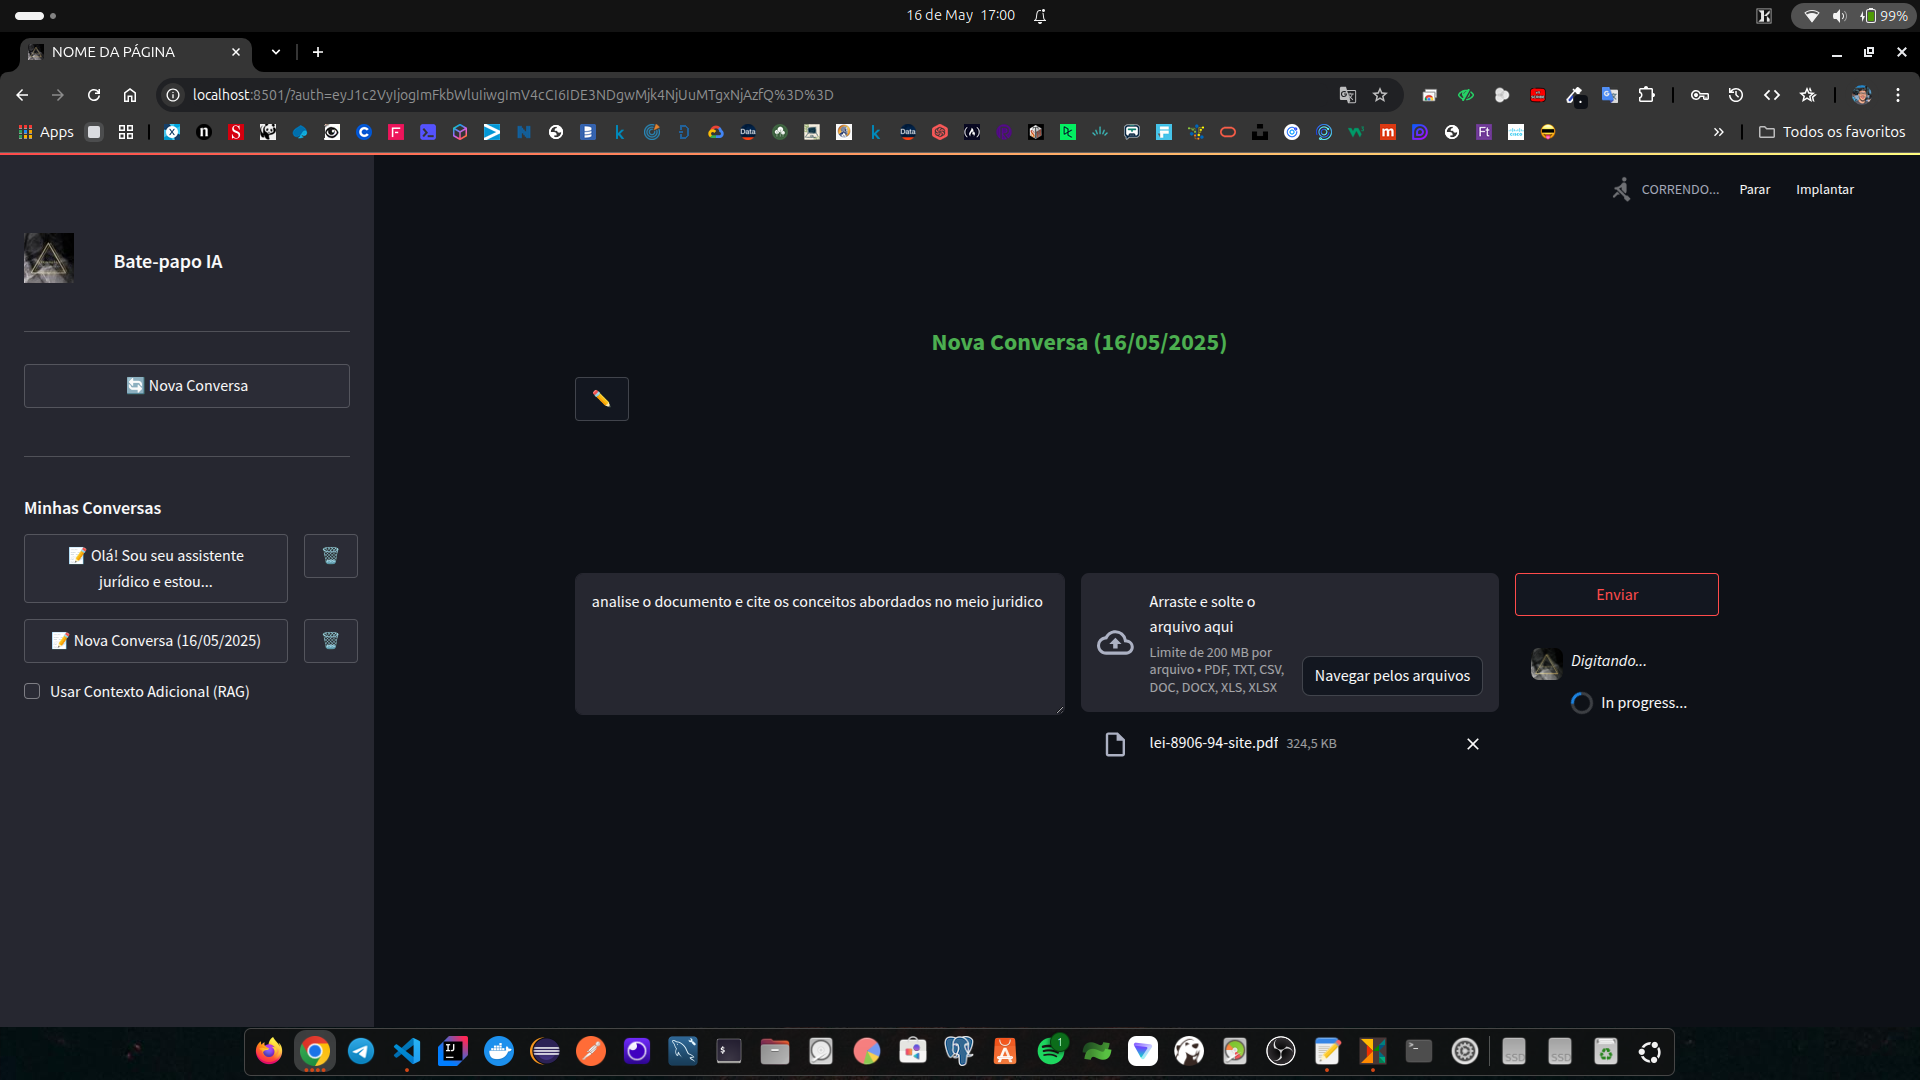 16 de May 17:00
99%
NOME DA PÁGINA
localhost:8501/?auth=eyJ1c2VyIjogImFkbWluIiwgImV4cCI6IDE3NDgwMjk4NjUuMTgxNjAzfQ%3D%3D
Apps
Todos os favoritos
CORRENDO...
Parar
Implantar
Bate-papo IA
Nova Conversa (16/05/2025)
Nova Conversa
Minhas Conversas
Olá! Sou seu assistente
jurídico e estou...
Nova Conversa (16/05/2025)
Usar Contexto Adicional (RAG)
analise o documento e cite os conceitos abordados no meio juridico
Arraste e solte o
arquivo aqui
Limite de 200 MB por
arquivo • PDF, TXT, CSV,
DOC, DOCX, XLS, XLSX
Navegar pelos arquivos
lei-8906-94-site.pdf 324,5 KB
Enviar
Digitando...
In progress...